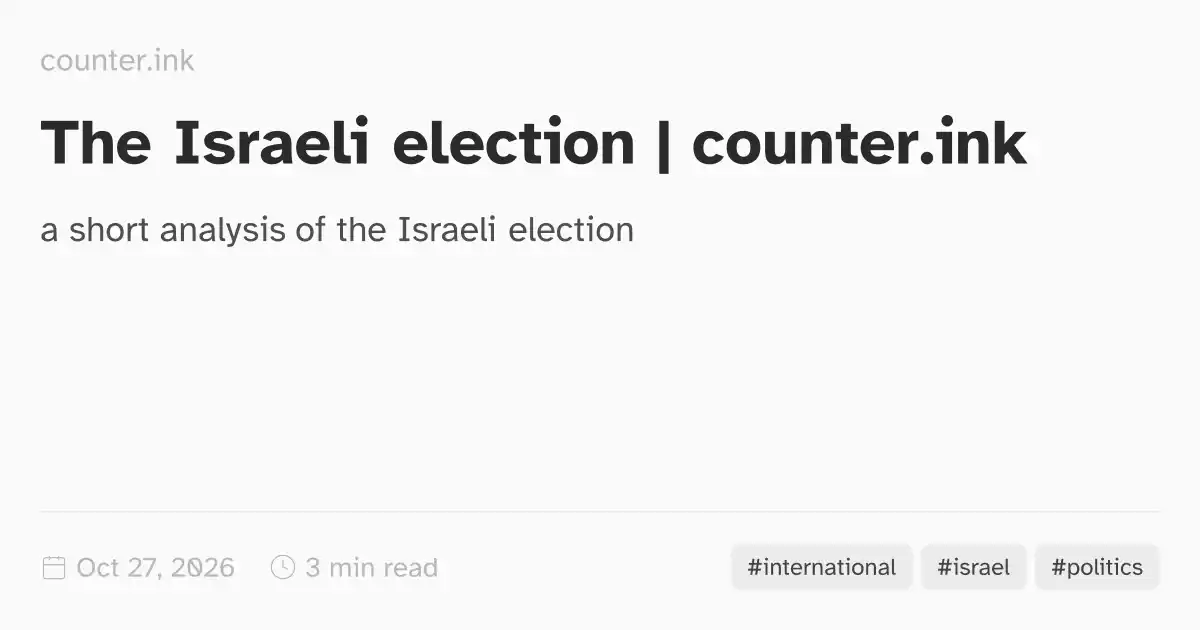 counter.ink
The Israeli election | counter.ink
a short analysis of the Israeli election
Oct 27, 2026 3 min read #international #israel #politics